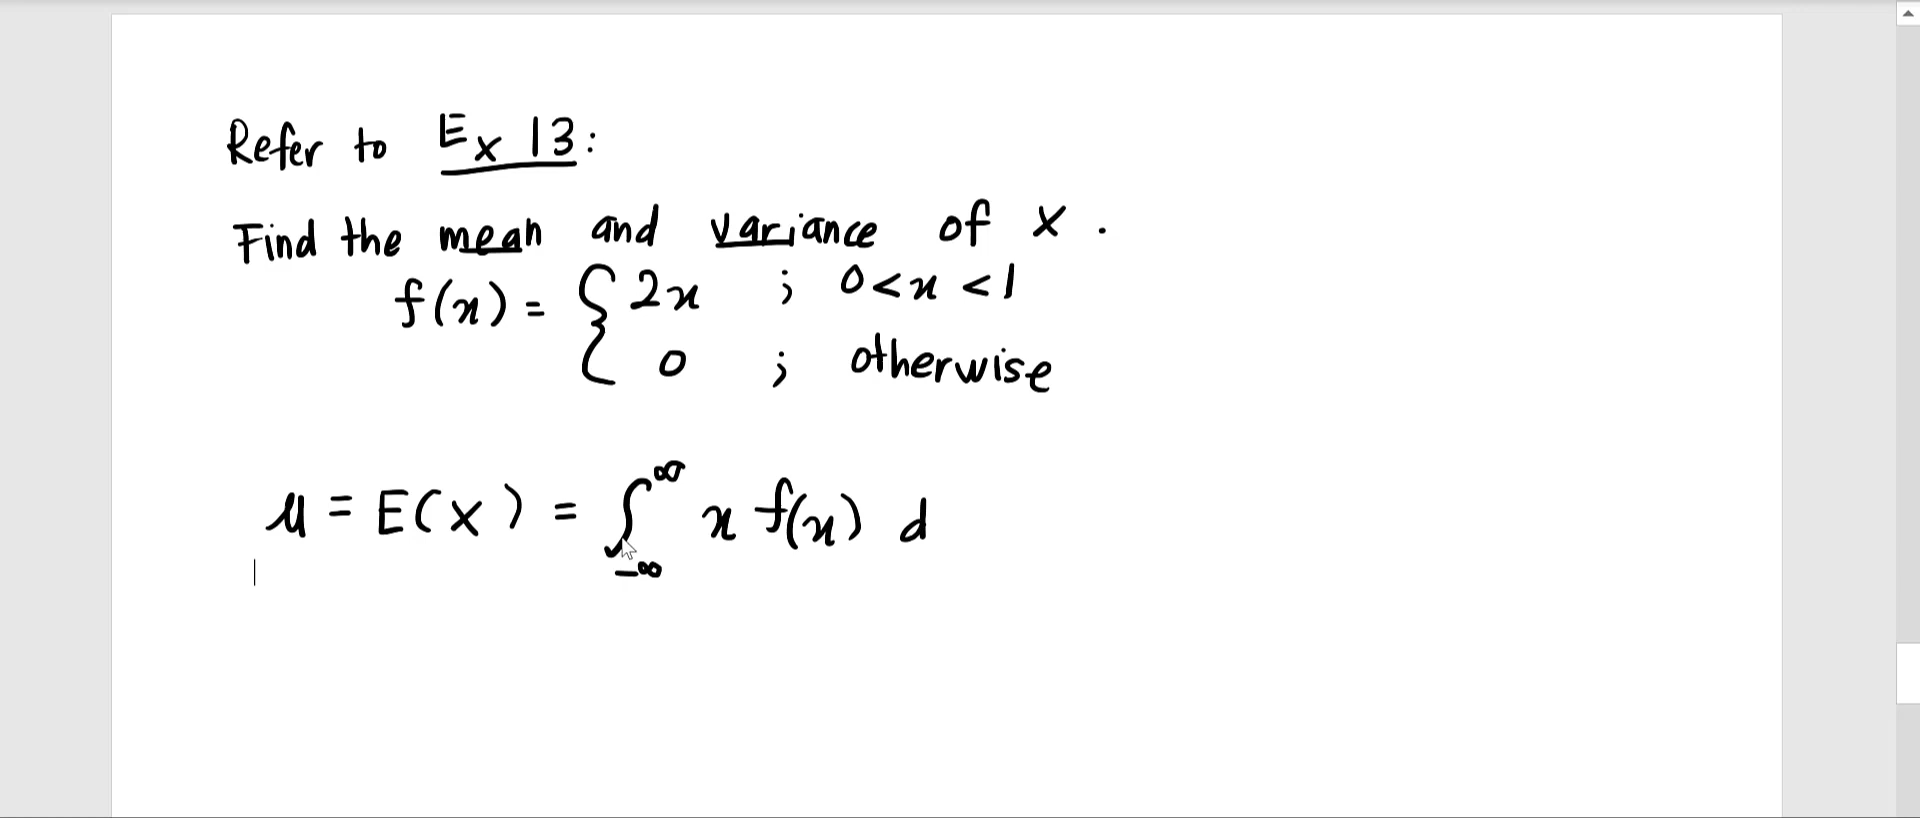 Refer to Ex 13:
Find the mean and variance of X.
f(x) = { 2x ; 0<x<1
0 ; otherwise
μ = E(X) = ∫_{-∞}^{∞} x f(x) d